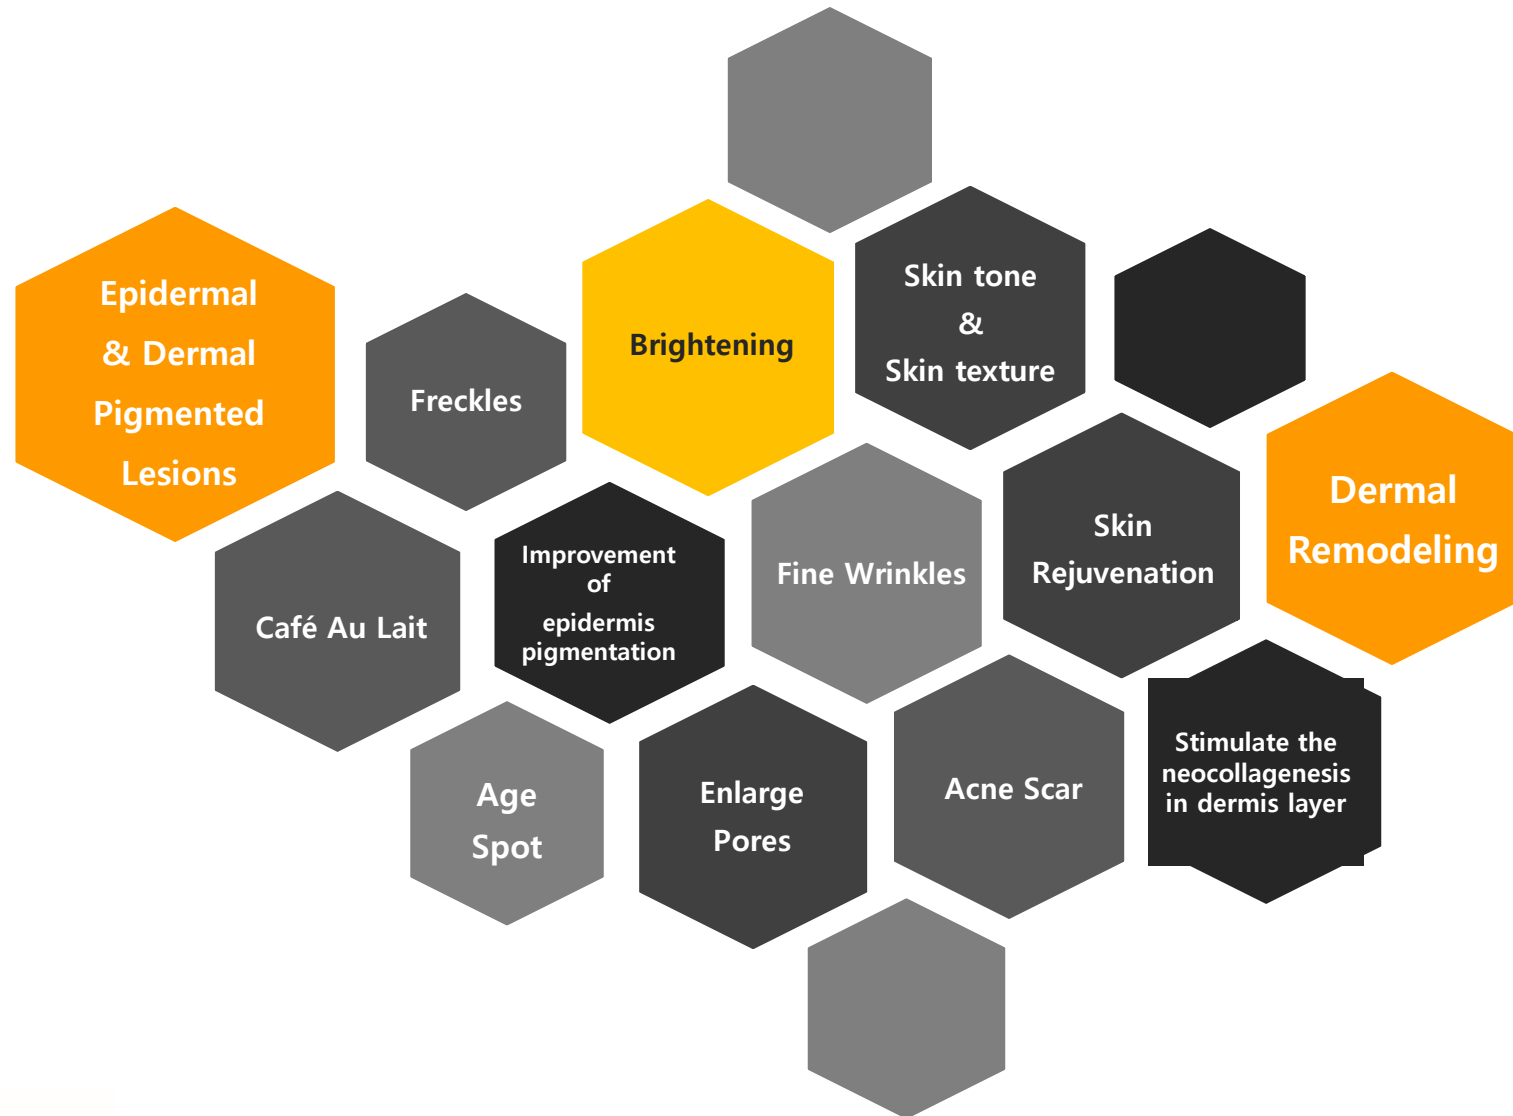 Epidermal
& Dermal
Pigmented
Lesions
Freckles
Brightening
Skin tone
&
Skin texture
Café Au Lait
Improvement
of
epidermis
pigmentation
Fine Wrinkles
Skin
Rejuvenation
Dermal
Remodeling
Age
Spot
Enlarge
Pores
Acne Scar
Stimulate the
neocollagenesis
in dermis layer